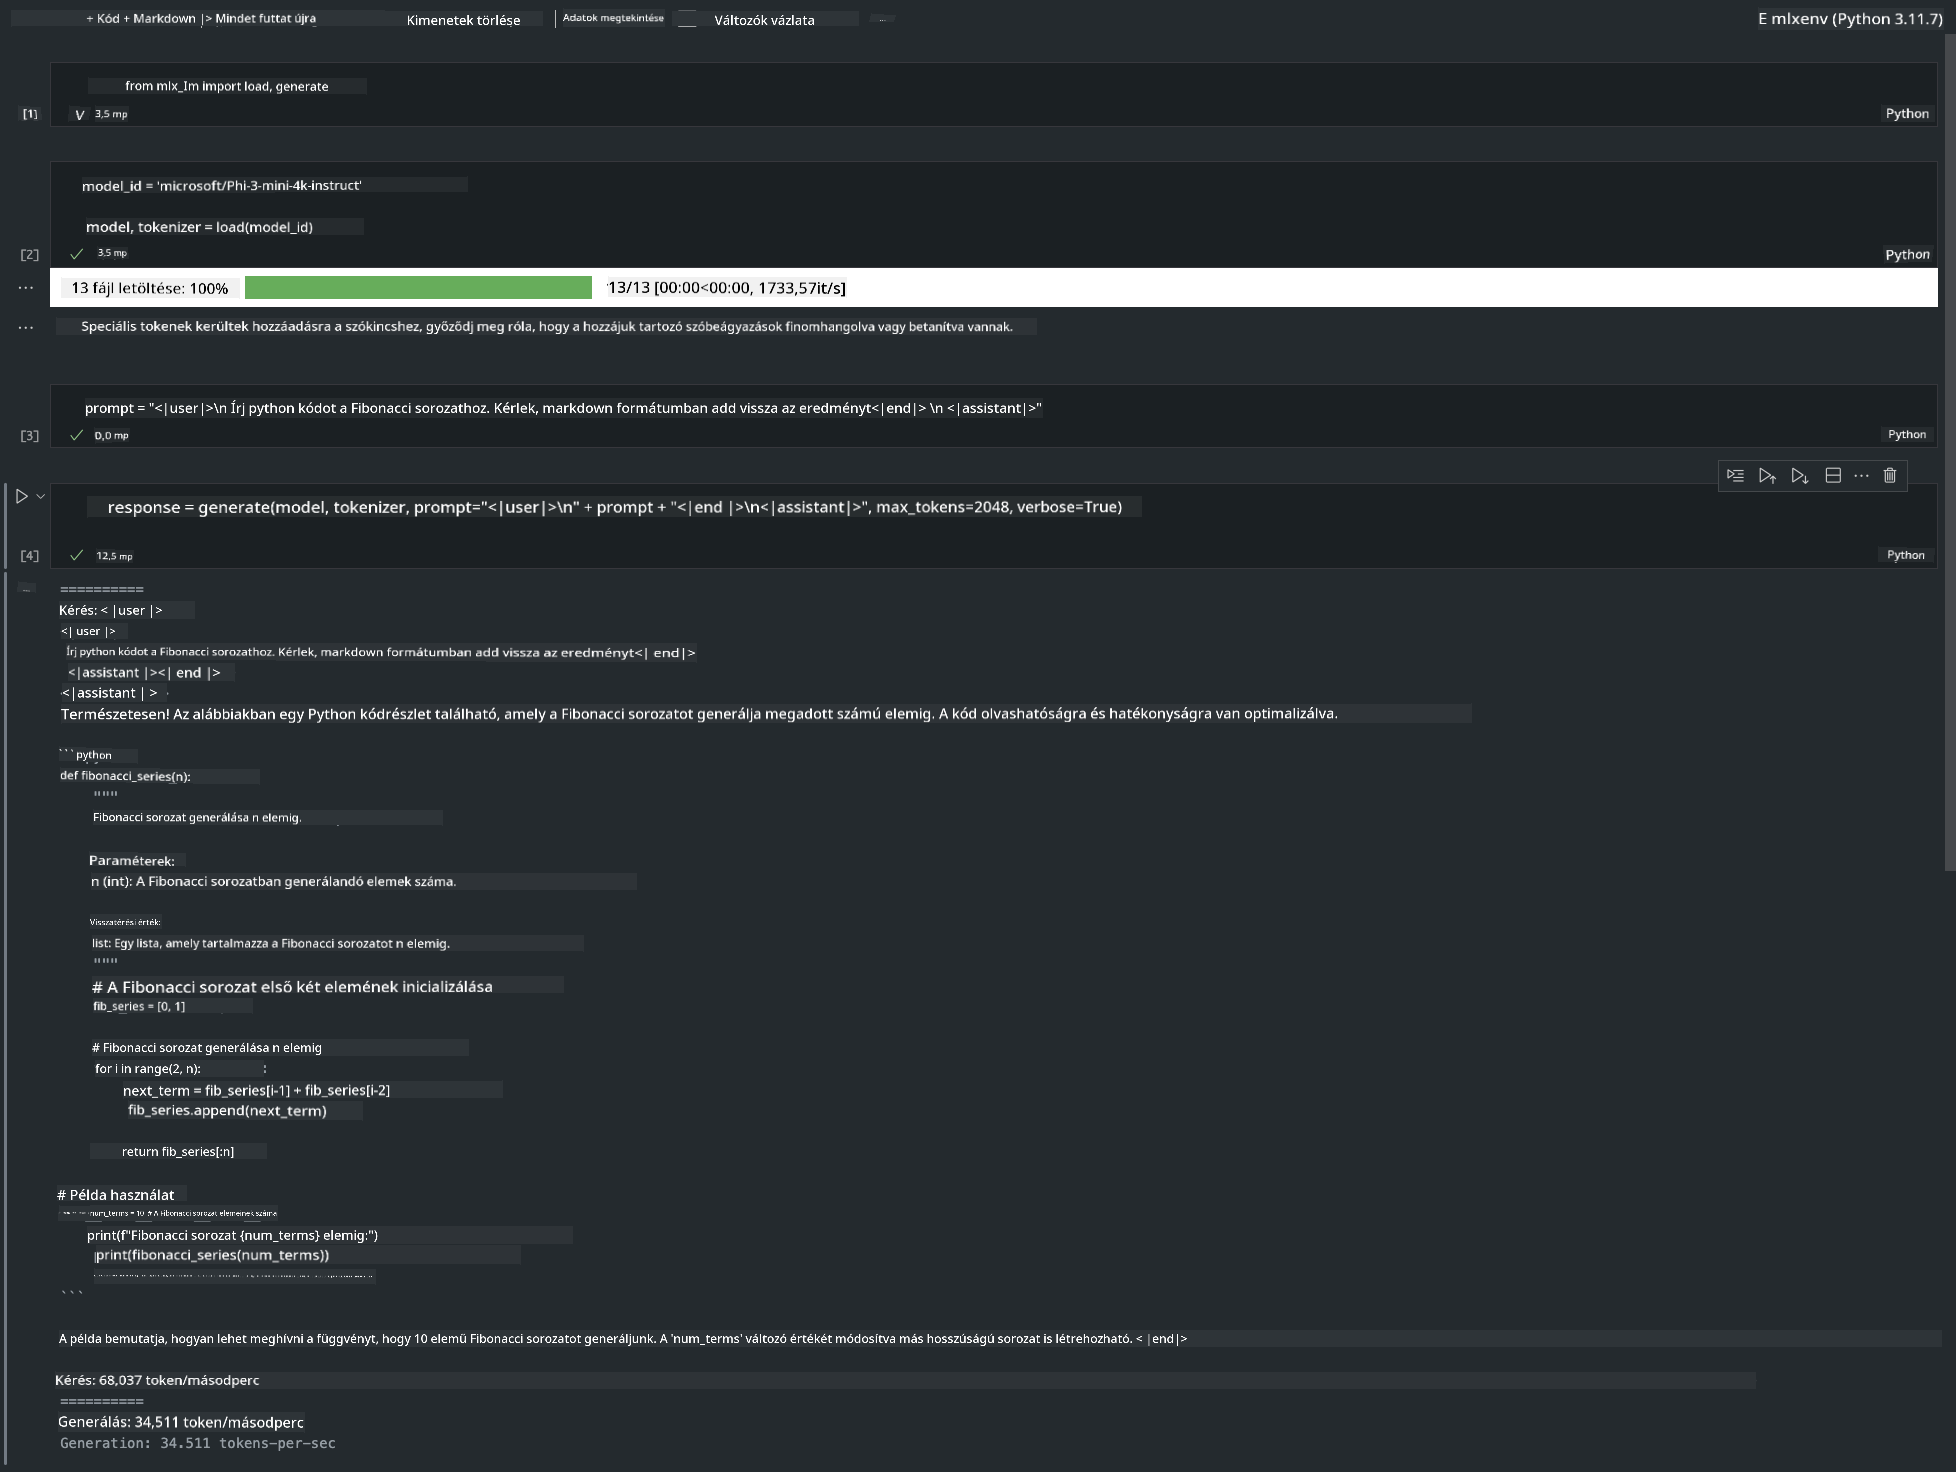 + Kód + Markdown |> Mindet futtat újra Kimenetek törlése Adatok megtekintése Változók vázlata ... E mlxenv (Python 3.11.7)
from mlx_Im import load, generate
[1] V 3,5 mp Python
model_id = 'microsoft/Phi-3-mini-4k-instruct'
model, tokenizer = load(model_id)
[2] ✓ 3,5 mp Python
... 13 fájl letöltése: 100% 13/13 [00:00<00:00, 1733,57it/s]
... Speciális tokenek kerültek hozzáadásra a szókincshez, győződj meg róla, hogy a hozzájuk tartozó szóbeágyazások finomhangolva vagy betanítva vannak.
prompt = "<|user|>\n Írj python kódot a Fibonacci sorozathoz. Kérlek, markdown formátumban add vissza az eredményt<|end|> \n <|assistant|>"
[3] ✓ 0,0 mp Python
response = generate(model, tokenizer, prompt="<|user|>\n" + prompt + "<|end |>\n<|assistant|>", max_tokens=2048, verbose=True)
[4] ✓ 12,5 mp Python
==========
Kérés: < |user |>
<| user |>
Írj python kódot a Fibonacci sorozathoz. Kérlek, markdown formátumban add vissza az eredményt<| end|>
<|assistant |><| end |>
<|assistant | >
Természetesen! Az alábbiakban egy Python kódrészlet található, amely a Fibonacci sorozatot generálja megadott számú elemig. A kód olvashatóságra és hatékonyságra van optimalizálva.
```python
def fibonacci_series(n):
"""
Fibonacci sorozat generálása n elemig.
Paraméterek:
n (int): A Fibonacci sorozatban generálandó elemek száma.
Visszatérési érték:
list: Egy lista, amely tartalmazza a Fibonacci sorozatot n elemig.
"""
# A Fibonacci sorozat első két elemének inicializálása
fib_series = [0, 1]
# Fibonacci sorozat generálása n elemig
for i in range(2, n):
next_term = fib_series[i-1] + fib_series[i-2]
fib_series.append(next_term)
return fib_series[:n]
# Példa használat
num_terms = 10 # A Fibonacci sorozat elemeinek száma
print(f"Fibonacci sorozat {num_terms} elemig:")
print(fibonacci_series(num_terms))
```
A példa bemutatja, hogyan lehet meghívni a függvényt, hogy 10 elemű Fibonacci sorozatot generáljunk. A 'num_terms' változó értékét módosítva más hosszúságú sorozat is létrehozható. < |end|>
Kérés: 68,037 token/másodperc
==========
Generálás: 34,511 token/másodperc
Generation: 34.511 tokens-per-sec